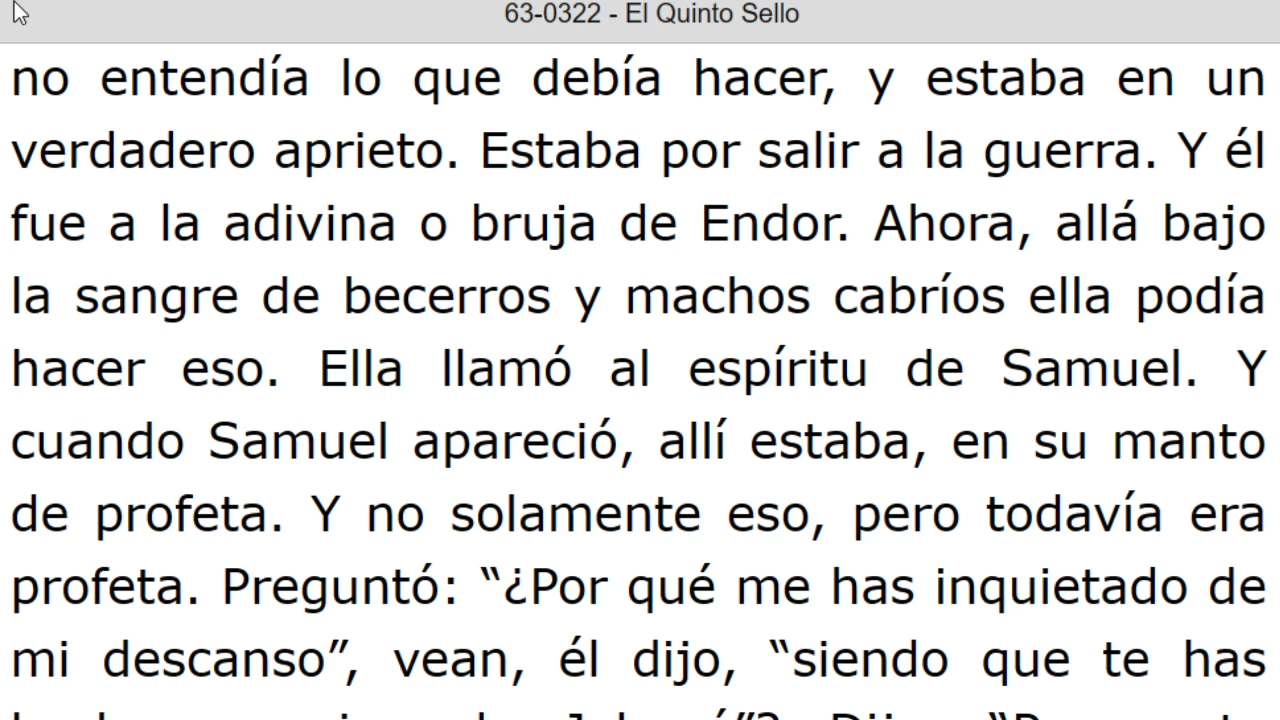 63-0322 - El Quinto Sello
no entendía lo que debía hacer, y estaba en un
verdadero aprieto. Estaba por salir a la guerra. Y él
fue a la adivina o bruja de Endor. Ahora, allá bajo
la sangre de becerros y machos cabríos ella podía
hacer eso. Ella llamó al espíritu de Samuel. Y
cuando Samuel apareció, allí estaba, en su manto
de profeta. Y no solamente eso, pero todavía era
profeta. Preguntó: “¿Por qué me has inquietado de
mi descanso”, vean, él dijo, “siendo que te has